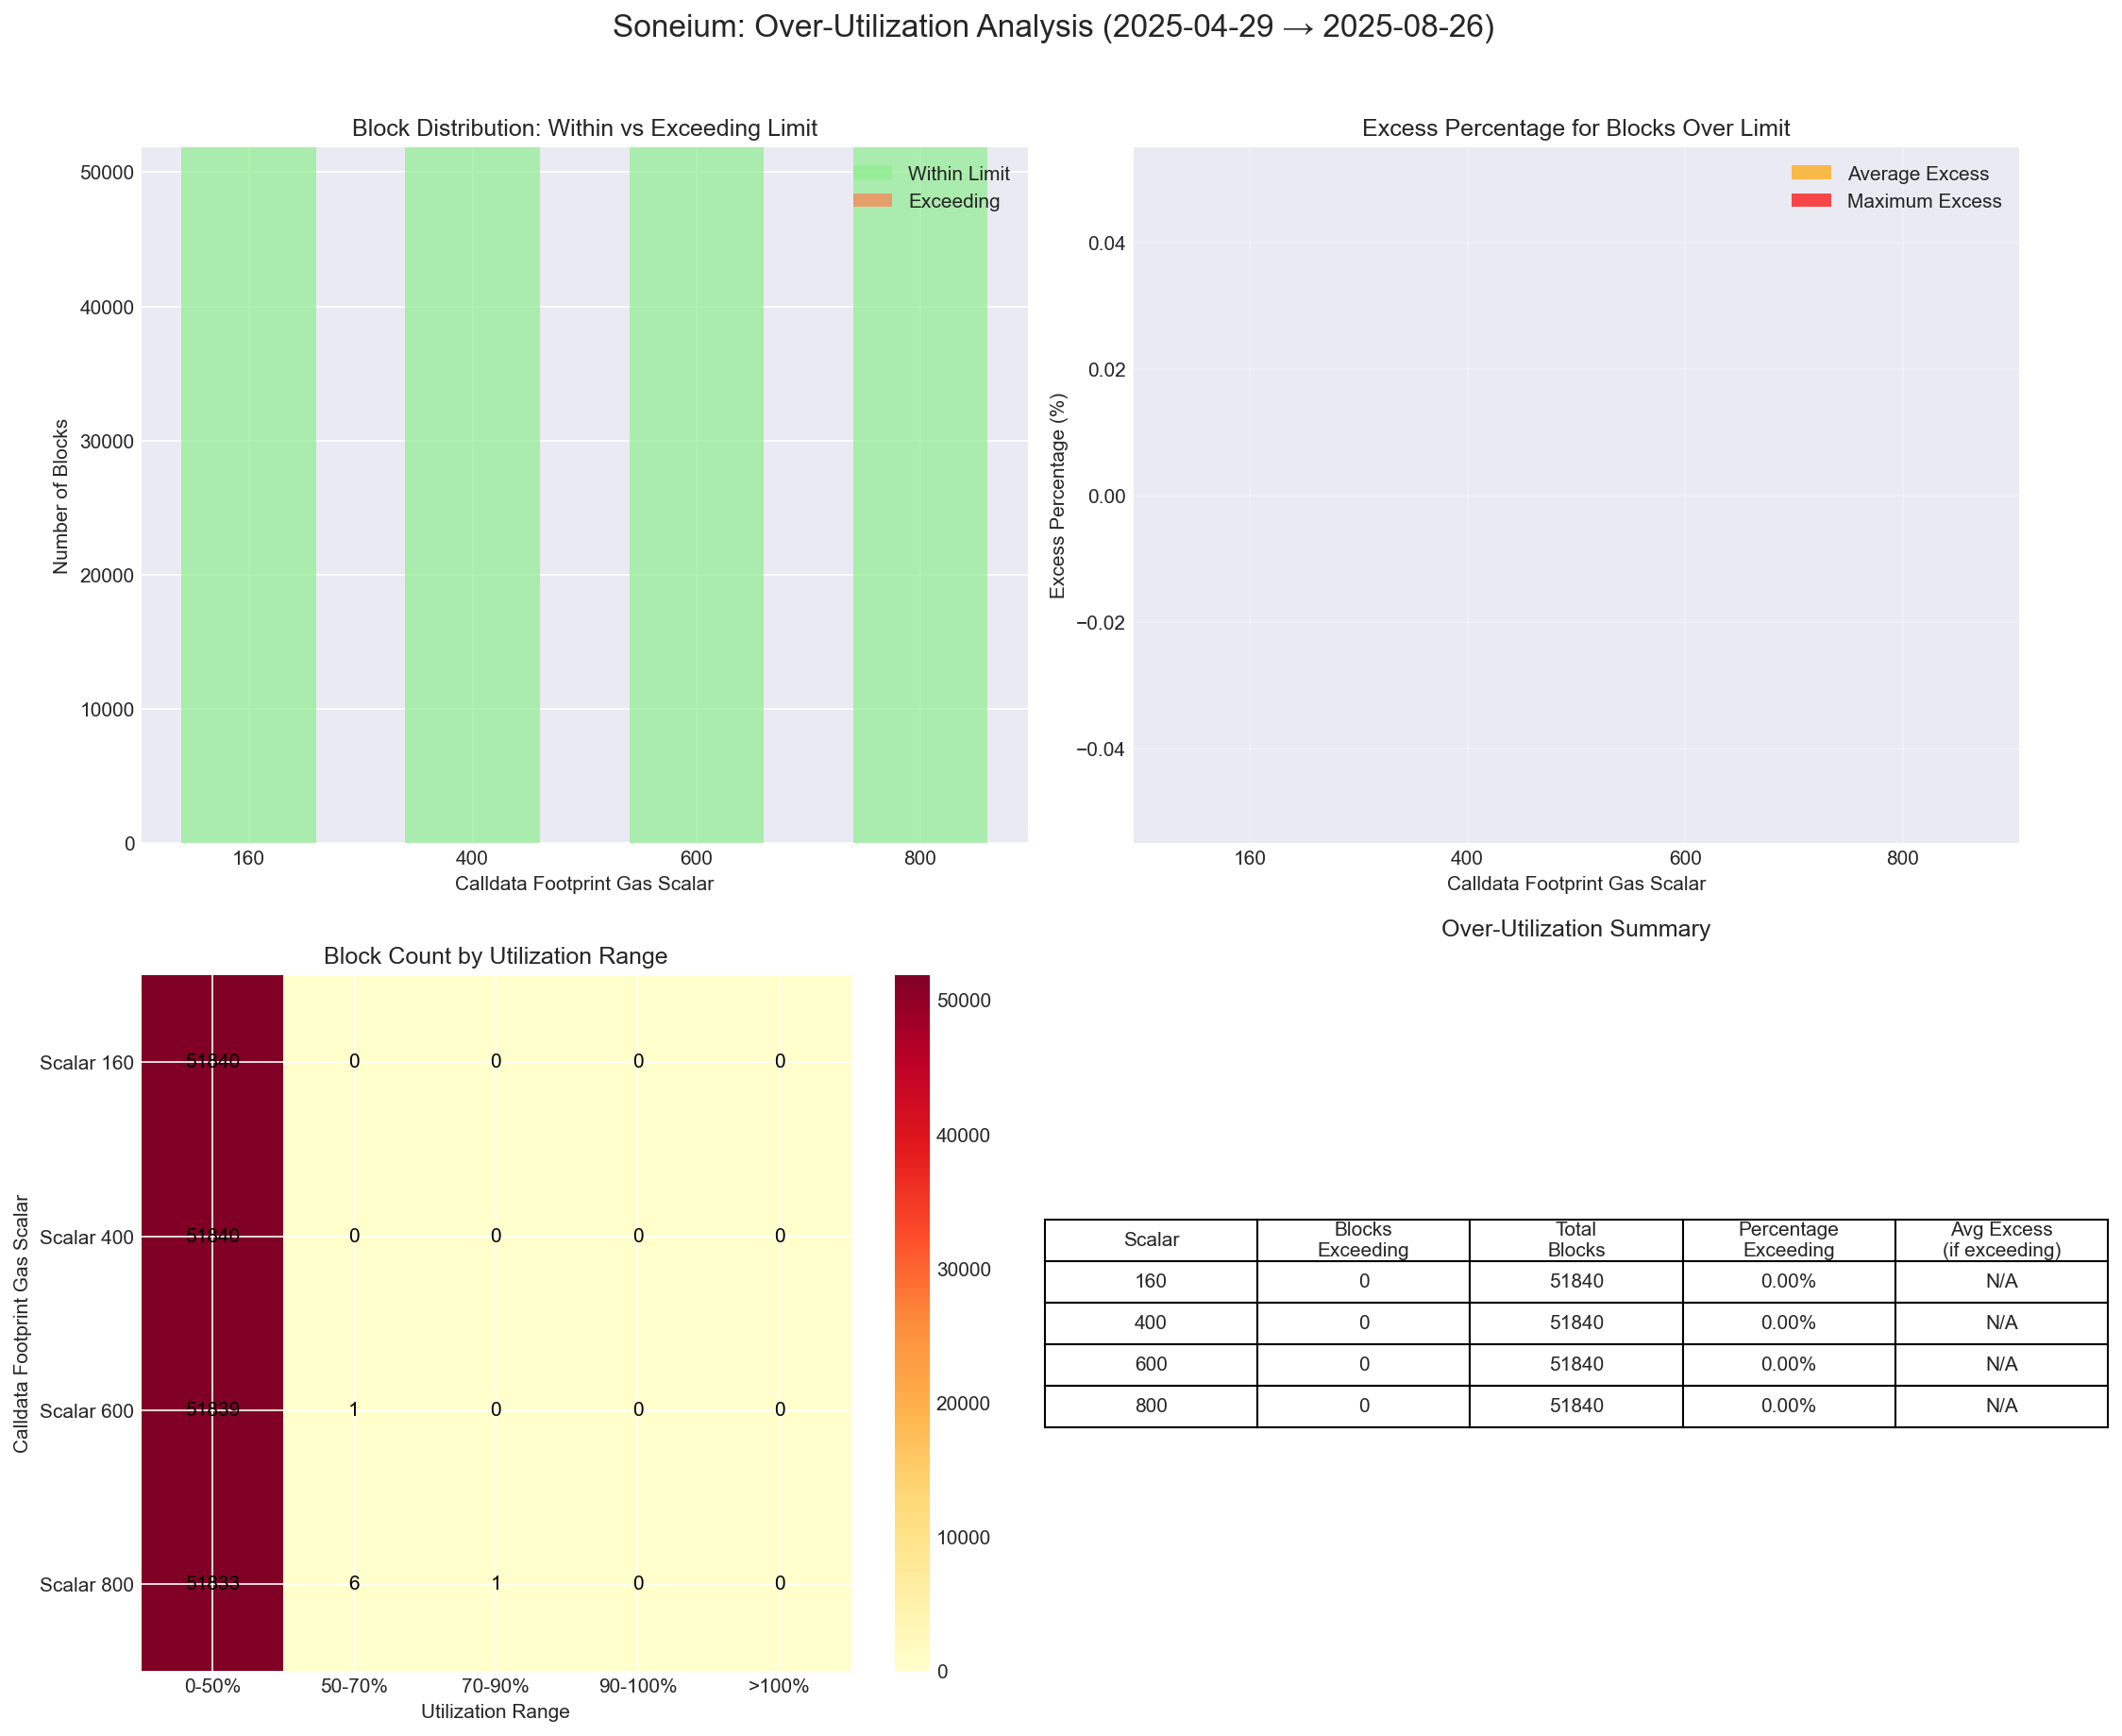 Soneium: Over-Utilization Analysis (2025-04-29 → 2025-08-26)
Block Distribution: Within vs Exceeding Limit
50000
40000
30000
20000
10000
0
Number of Blocks
Within Limit
Exceeding
160 400 600 800
Calldata Footprint Gas Scalar
Excess Percentage for Blocks Over Limit
0.04
0.02
0.00
−0.02
−0.04
Excess Percentage (%)
Average Excess
Maximum Excess
160 400 600 800
Calldata Footprint Gas Scalar
Block Count by Utilization Range
Calldata Footprint Gas Scalar
Scalar 160 51840 0 0 0 0
Scalar 400 51840 0 0 0 0
Scalar 600 51839 1 0 0 0
Scalar 800 51833 6 1 0 0
0-50% 50-70% 70-90% 90-100% >100%
Utilization Range
50000
40000
30000
20000
10000
0
Over-Utilization Summary
Scalar Blocks Total Percentage Avg Excess
Exceeding Blocks Exceeding (if exceeding)
160 0 51840 0.00% N/A
400 0 51840 0.00% N/A
600 0 51840 0.00% N/A
800 0 51840 0.00% N/A